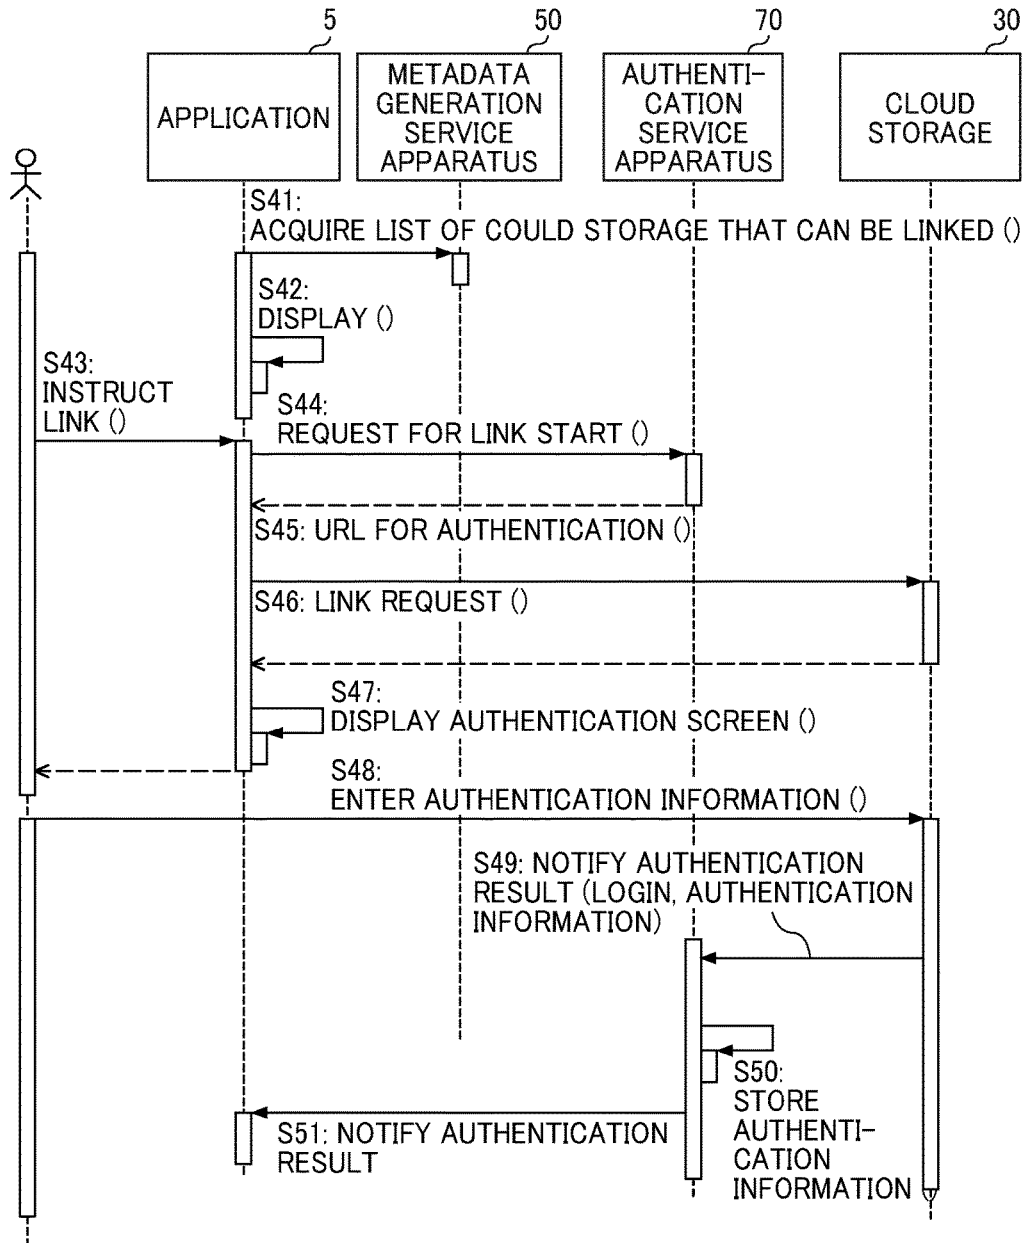 5
50
70
30
APPLICATION
METADATA
GENERATION
SERVICE
APPARATUS
AUTHENTI-
CATION
SERVICE
APPARATUS
CLOUD
STORAGE
S41:
ACQUIRE LIST OF COULD STORAGE THAT CAN BE LINKED ()
S42:
DISPLAY ()
S43:
INSTRUCT
LINK ()
S44:
REQUEST FOR LINK START ()
S45: URL FOR AUTHENTICATION ()
S46: LINK REQUEST ()
S47:
DISPLAY AUTHENTICATION SCREEN ()
S48:
ENTER AUTHENTICATION INFORMATION ()
S49: NOTIFY AUTHENTICATION
RESULT (LOGIN, AUTHENTICATION
INFORMATION)
S50:
STORE
AUTHENTI-
CATION
INFORMATION ()
S51: NOTIFY AUTHENTICATION
RESULT